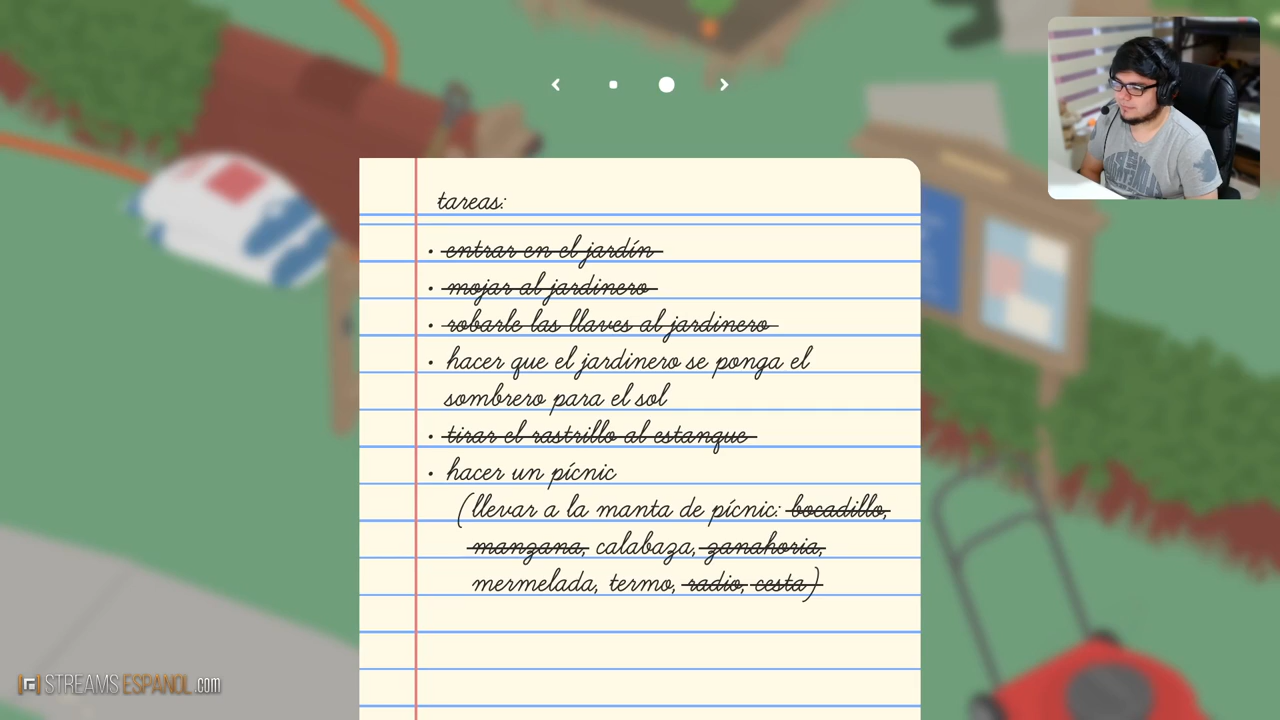 tareas:
• entrar en el jardín
• mojar al jardinero
• robarle las llaves al jardinero
• hacer que el jardinero se ponga el
sombrero para el sol
• tirar el rastrillo al estanque
• hacer un pícnic
(llevar a la manta de pícnic: bocadillo,
manzana, calabaza, zanahoria,
mermelada, termo, radio, cesta)
STREAMS ESPAÑOL.com